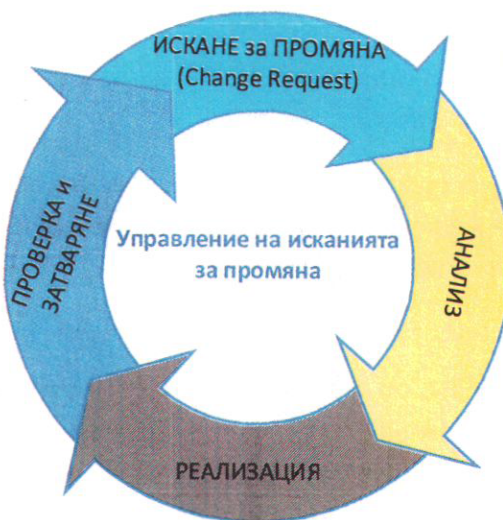 ИСКАНЕ за ПРОМЯНА
(Change Request)
АНАЛИЗ
РЕАЛИЗАЦИЯ
ПРОВЕРКА и
ЗАТВАРЯНЕ
Управление на исканията
за промяна